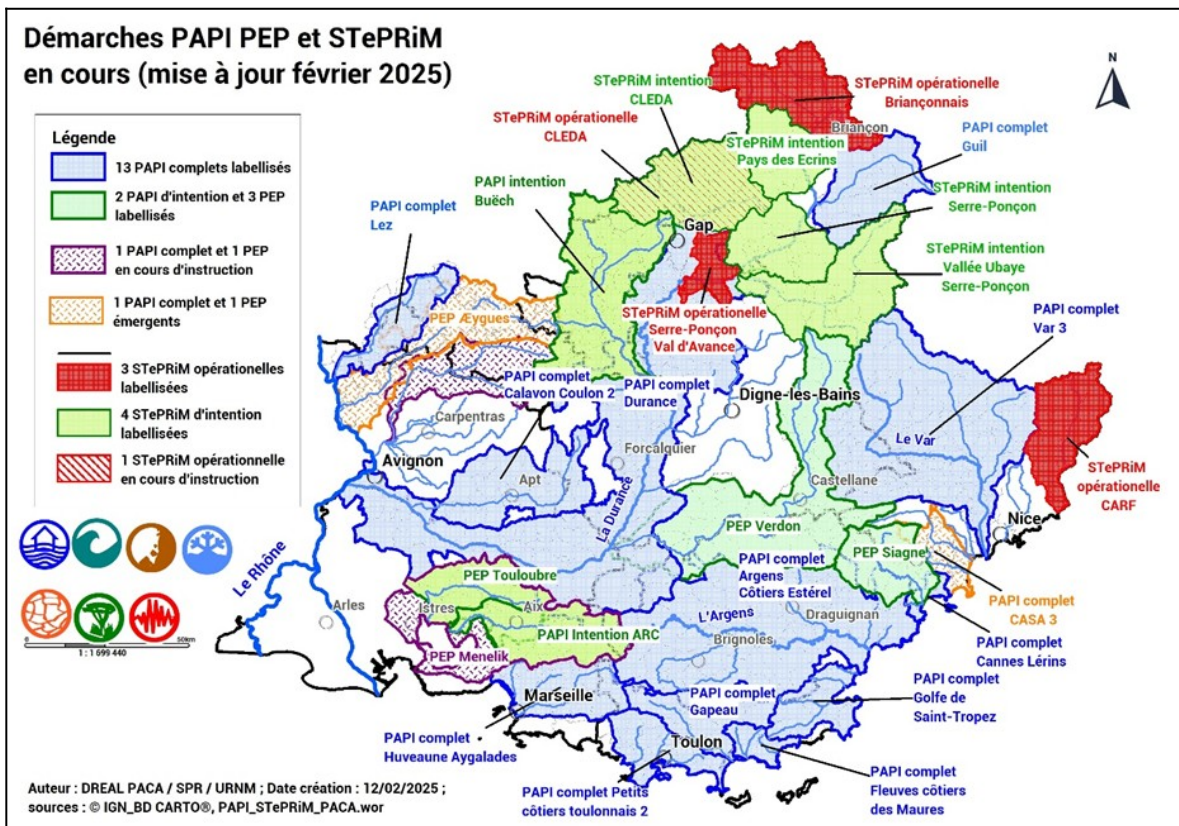 Démarches PAPI PEP et STePRiM
en cours (mise à jour février 2025)
N
Légende
13 PAPI complets labellisés
2 PAPI d'intention et 3 PEP
labellisés
1 PAPI complet et 1 PEP
en cours d'instruction
1 PAPI complet et 1 PEP
émergents
3 STePRiM opérationelles
labellisées
4 STePRiM d'intention
labellisées
1 STePRiM opérationnelle
en cours d'instruction
STePRiM intention
CLEDA
STePRiM opérationelle
CLEDA
STePRiM opérationelle
Briançonnais
Briançon
STePRiM intention
Pays des Ecrins
PAPI complet
Guil
PAPI intention
Buëch
STePRiM intention
Serre-Ponçon
PAPI complet
Lez
Gap
STePRiM intention
Vallée Ubaye
Serre-Ponçon
PEP Æygues
STePRiM opérationelle
Serre-Ponçon
Val d'Avance
PAPI complet
Var 3
PAPI complet
Calavon Coulon 2
PAPI complet
Durance
Digne-les-Bains
Carpentras
Le Var
Forcalquier
Avignon
Apt
Castellane
STePRiM
opérationelle
CARF
La Durance
Nice
PEP Verdon
PEP Siagne
Le Rhône
PEP Touloubre
PAPI complet
Argens
Côtiers Estérel
Arles
Istres
Aix
L'Argens
Draguignan
PAPI complet
CASA 3
PAPI Intention ARC
Brignoles
PAPI complet
Cannes Lérins
PEP Menelik
0
50km
1 : 1 699 440
Marseille
PAPI complet
Gapeau
PAPI complet
Golfe de
Saint-Tropez
PAPI complet
Huveaune Aygalades
Toulon
PAPI complet Petits
côtiers toulonnais 2
PAPI complet
Fleuves côtiers
des Maures
Auteur : DREAL PACA / SPR / URNM ; Date création : 12/02/2025 ;
sources : © IGN_BD CARTO®, PAPI_STePRiM_PACA.wor